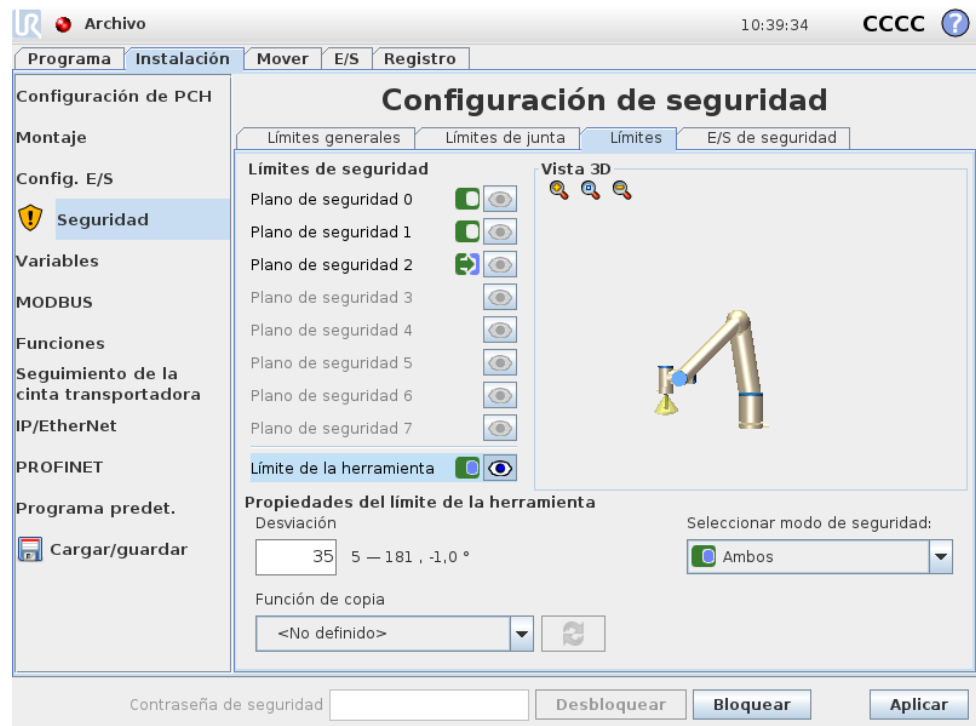 UR Archivo 10:39:34 CCCC ?
Programa Instalación Mover E/S Registro
Configuración de PCH
Montaje
Config. E/S
Seguridad
Variables
MODBUS
Funciones
Seguimiento de la
cinta transportadora
IP/EtherNet
PROFINET
Programa predet.
Cargar/guardar
Configuración de seguridad
Límites generales Límites de junta Límites E/S de seguridad
Límites de seguridad
Plano de seguridad 0
Plano de seguridad 1
Plano de seguridad 2
Plano de seguridad 3
Plano de seguridad 4
Plano de seguridad 5
Plano de seguridad 6
Plano de seguridad 7
Límite de la herramienta
Vista 3D
Propiedades del límite de la herramienta
Desviación
35 5 — 181 , -1,0 °
Seleccionar modo de seguridad:
Ambos
Función de copia
<No definido>
Contraseña de seguridad Desbloquear Bloquear Aplicar